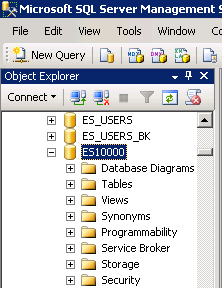 Microsoft SQL Server Management S
File Edit View Tools Window
New Query
Object Explorer
Connect
ES_USERS
ES_USERS_BK
ES10000
Database Diagrams
Tables
Views
Synonyms
Programmability
Service Broker
Storage
Security